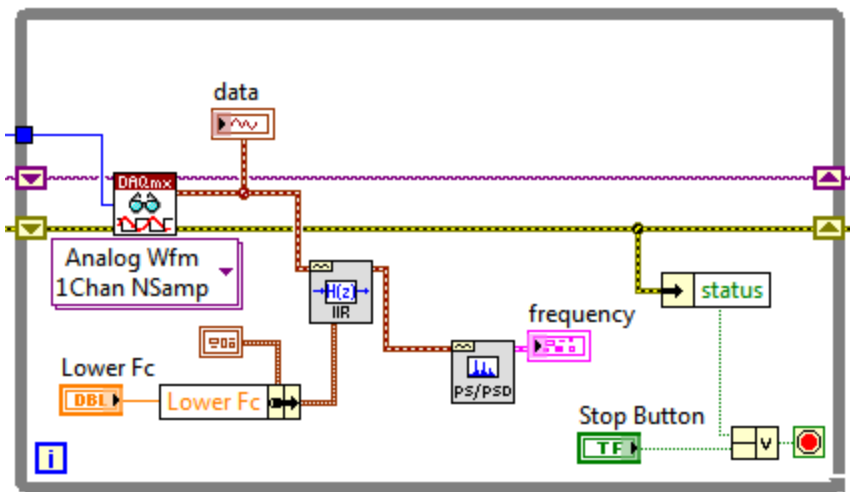 data
DAQmx
Analog Wfm
1Chan NSamp
H(z)
IIR
status
frequency
PS/PSD
Lower Fc
DBL
Lower Fc
Stop Button
TF
V
i